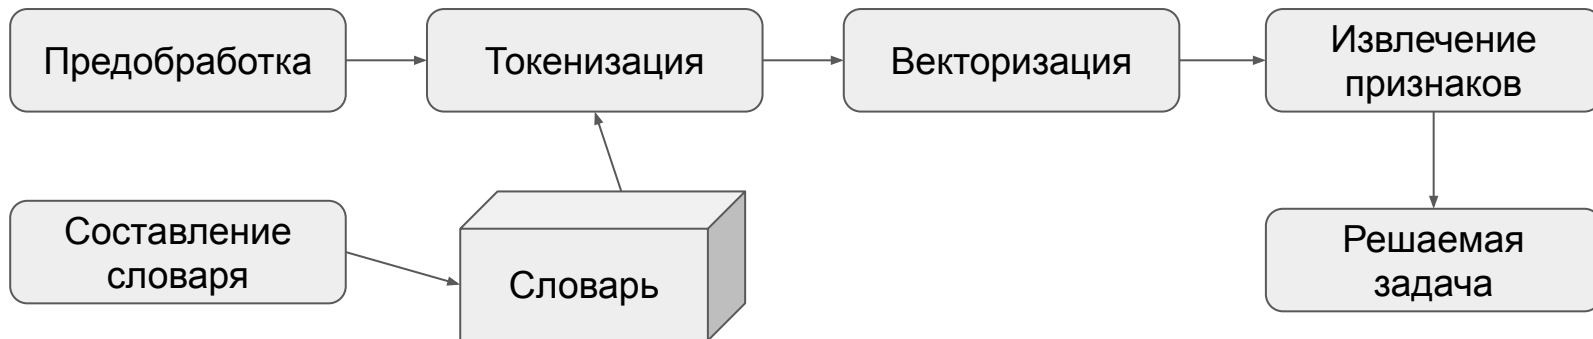 Предобработка
Токенизация
Векторизация
Извлечение
признаков
Составление
словаря
Словарь
Решаемая
задача